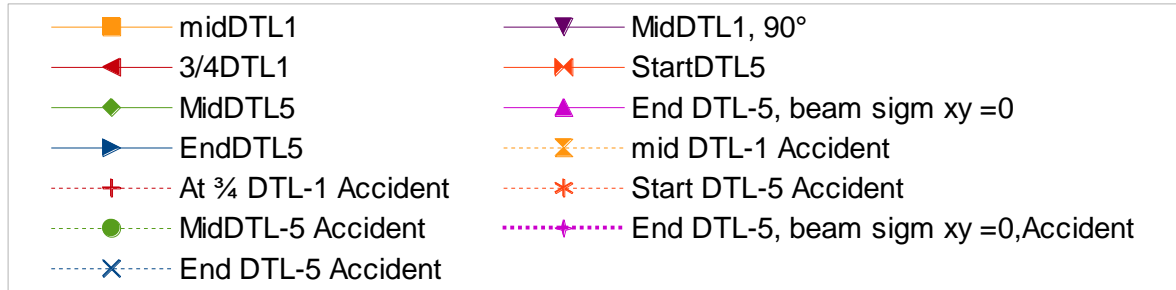 midDTL1
MidDTL1, 90°
3/4DTL1
StartDTL5
MidDTL5
End DTL-5, beam sigm xy =0
EndDTL5
mid DTL-1 Accident
At ¾ DTL-1 Accident
Start DTL-5 Accident
MidDTL-5 Accident
End DTL-5, beam sigm xy =0,Accident
End DTL-5 Accident